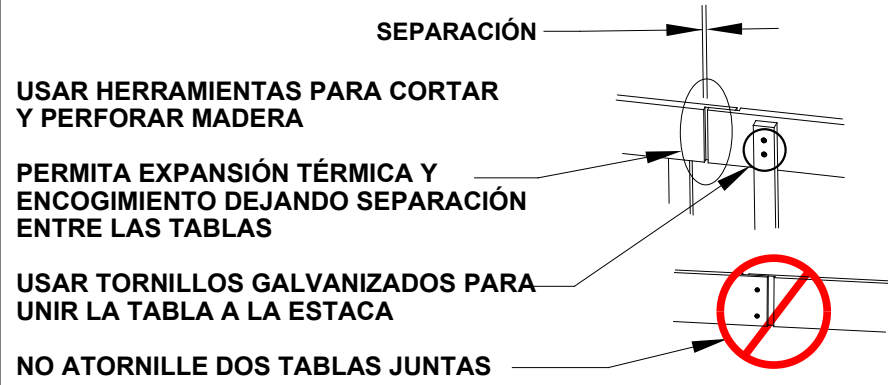 SEPARACIÓN
USAR HERRAMIENTAS PARA CORTAR
Y PERFORAR MADERA
PERMITA EXPANSIÓN TÉRMICA Y
ENCOGIMIENTO DEJANDO SEPARACIÓN
ENTRE LAS TABLAS
USAR TORNILLOS GALVANIZADOS PARA
UNIR LA TABLA A LA ESTACA
NO ATORNILLE DOS TABLAS JUNTAS